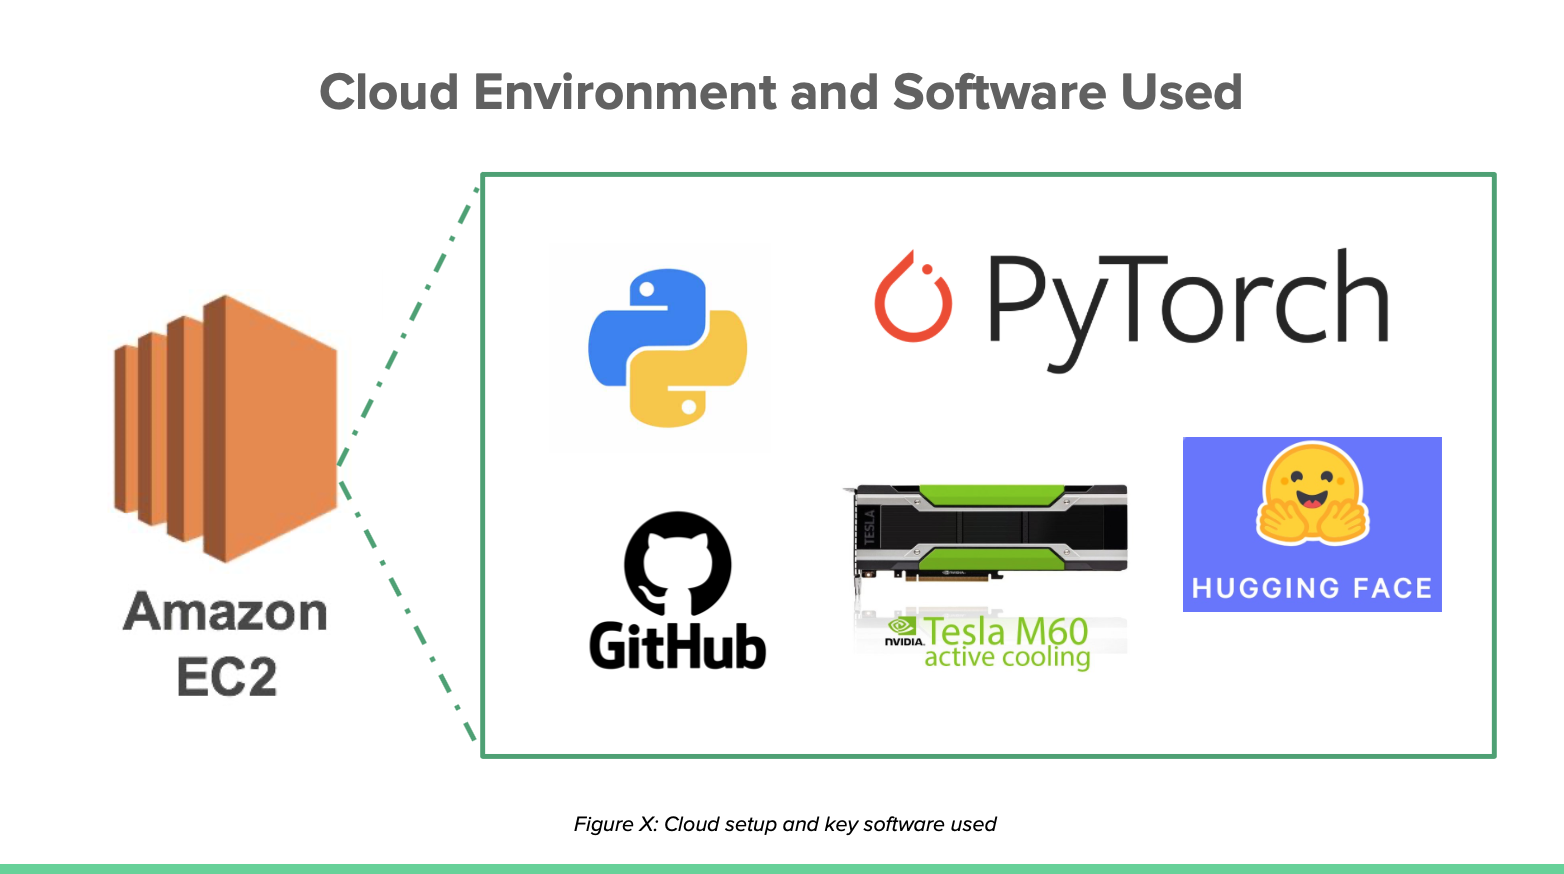 Cloud Environment and Software Used
Amazon
EC2
PyTorch
GitHub
TESLA
NVIDIA.
Tesla M60
active cooling
HUGGING FACE
Figure X: Cloud setup and key software used